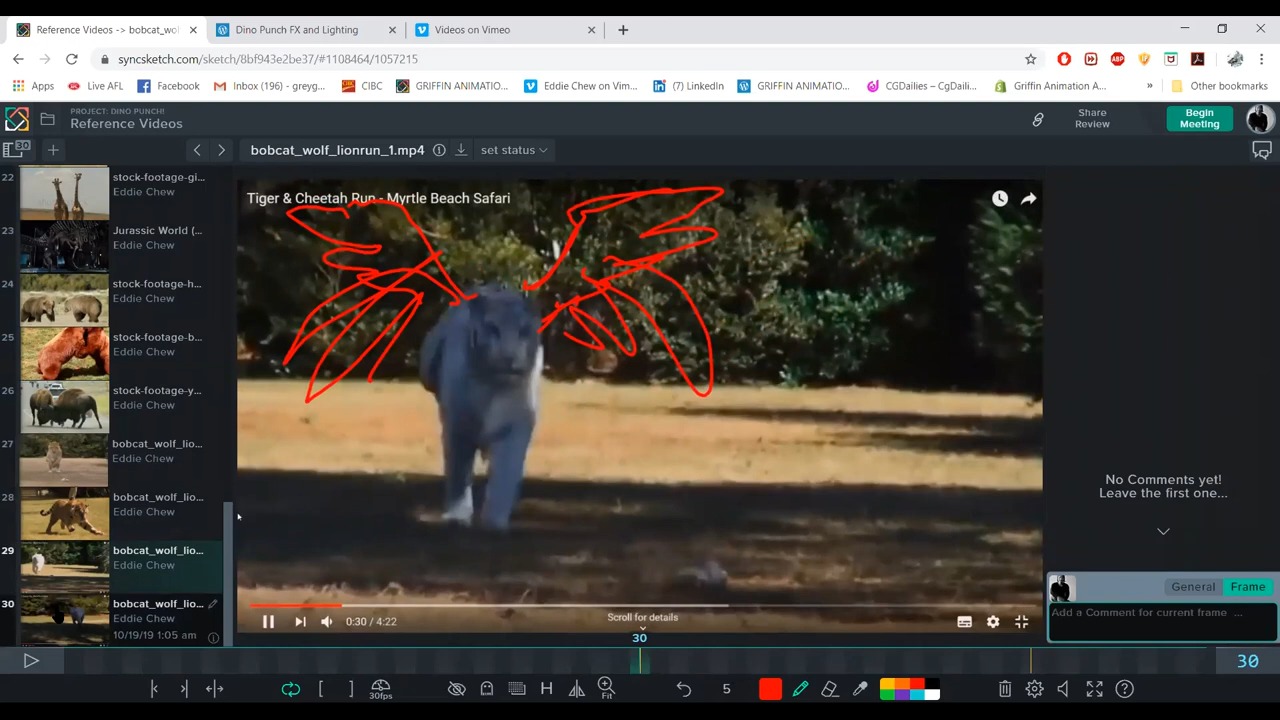 Reference Videos -> bobcat_wo
Dino Punch FX and Lighting
Videos on Vimeo
syncsketch.com/sketch/8bf943e2be37/#1108464/1057215
Apps
Live AFL
Facebook
Inbox (196) - greyg...
CIBC
GRIFFIN ANIMATIO...
Eddie Chew on Vim...
(7) LinkedIn
GRIFFIN ANIMATIO...
CGDailies – CgDaili...
Griffin Animation A...
»
Other bookmarks
ABP
PROJECT: DINO PUNCH!
Reference Videos
Share Review
Begin Meeting
30
bobcat_wolf_lionrun_1.mp4
set status
22
stock-footage-gi...
Eddie Chew
23
Jurassic World (...
Eddie Chew
24
stock-footage-h...
Eddie Chew
25
stock-footage-b...
Eddie Chew
26
stock-footage-y...
Eddie Chew
27
bobcat_wolf_lio...
Eddie Chew
28
bobcat_wolf_lio...
Eddie Chew
29
bobcat_wolf_lio...
Eddie Chew
30
bobcat_wolf_lio...
Eddie Chew
10/19/19 1:05 am
Tiger & Cheetah Run - Myrtle Beach Safari
0:30 / 4:22
Scroll for details
No Comments yet!
Leave the first one...
General
Frame
Add a Comment for current frame ...
30
30
30fps
H
Fit
5